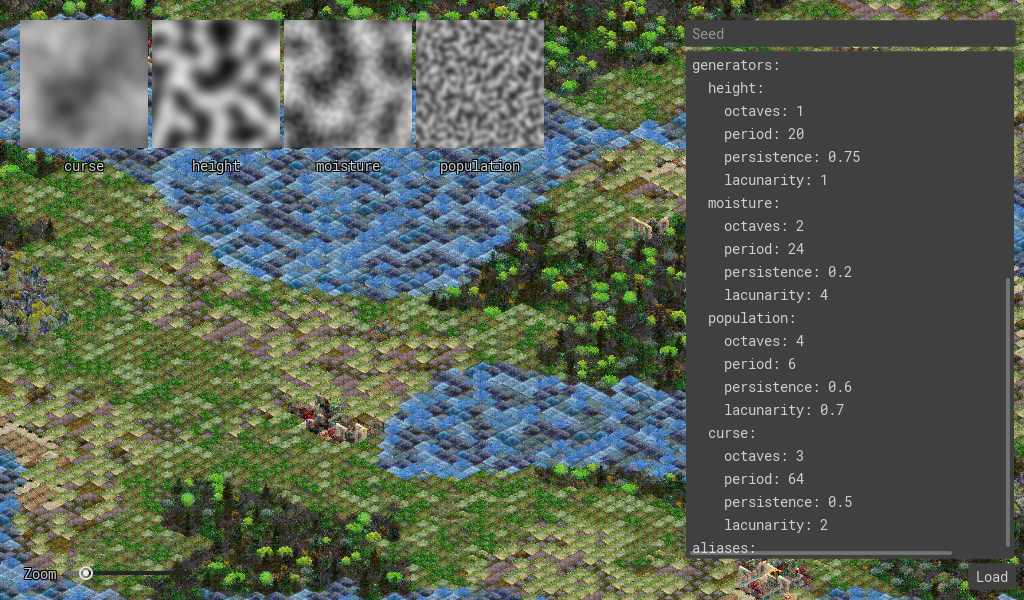 Seed
curse
height
moisture
population
generators:
height:
octaves: 1
period: 20
persistence: 0.75
lacunarity: 1
moisture:
octaves: 2
period: 24
persistence: 0.2
lacunarity: 4
population:
octaves: 4
period: 6
persistence: 0.6
lacunarity: 0.7
curse:
octaves: 3
period: 64
persistence: 0.5
lacunarity: 2
aliases:
Zoom
Load